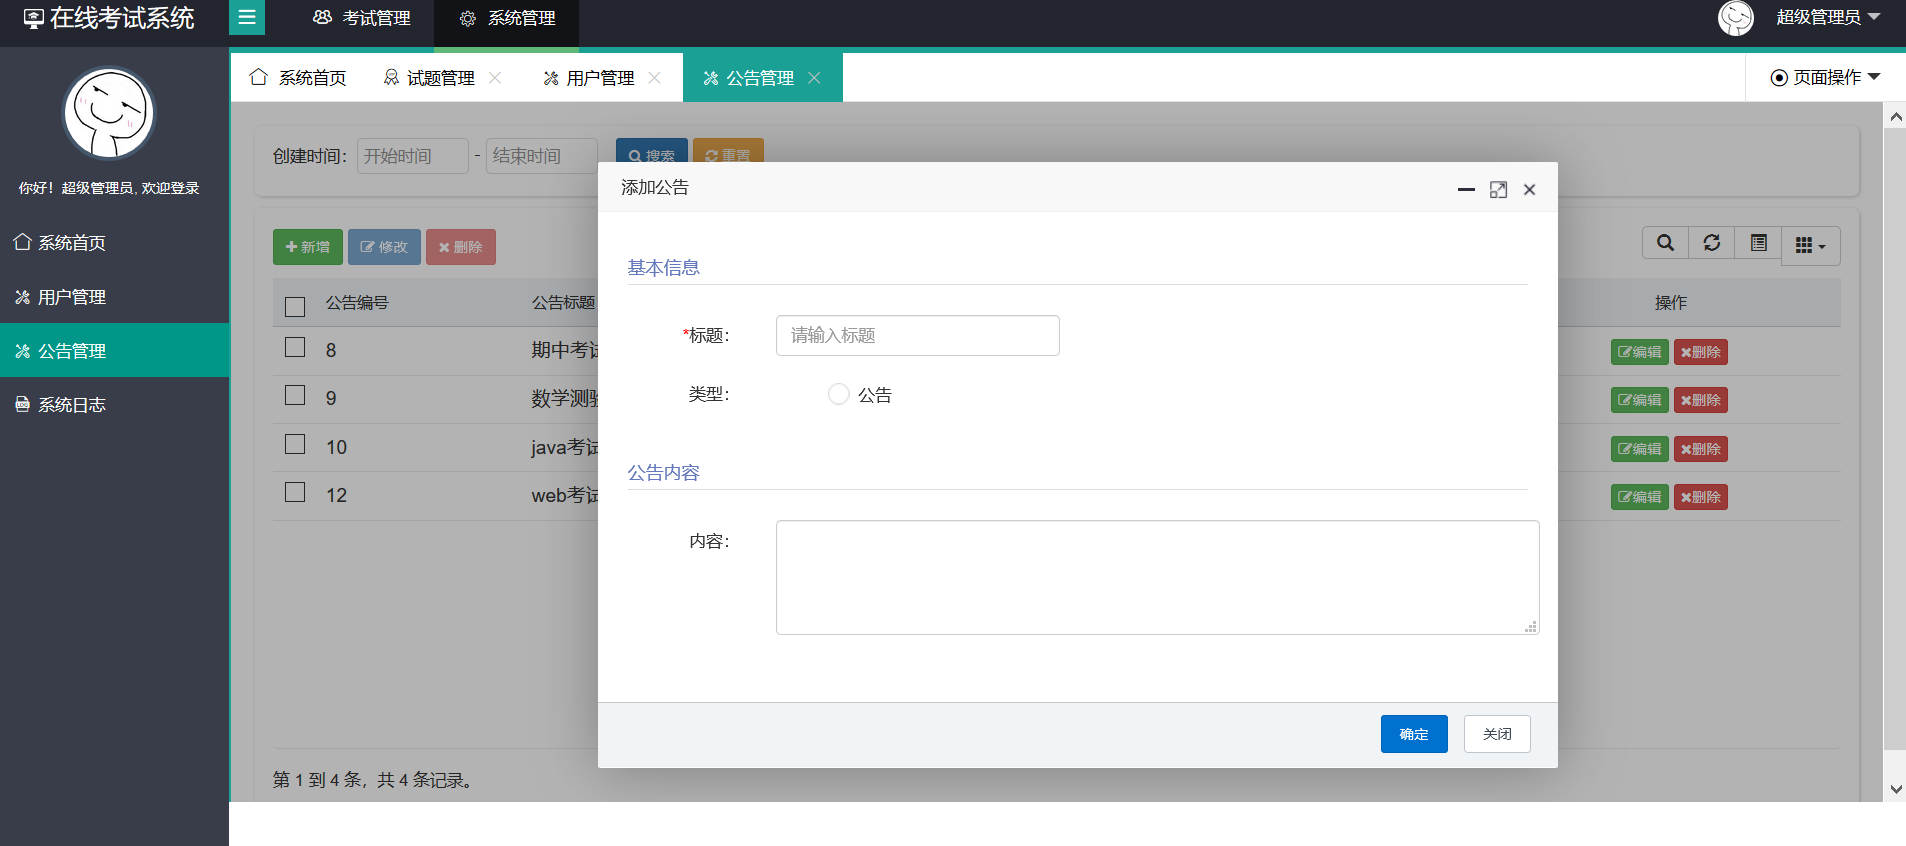 在线考试系统
考试管理
系统管理
超级管理员
系统首页
试题管理
用户管理
公告管理
页面操作
你好！超级管理员, 欢迎登录
系统首页
用户管理
公告管理
系统日志
创建时间：
开始时间
-
结束时间
搜索
重置
新增
修改
删除
公告编号
公告标题
操作
8
期中考试
编辑
删除
9
数学测验
编辑
删除
10
java考试
编辑
删除
12
web考试
编辑
删除
第 1 到 4 条，共 4 条记录。
添加公告
基本信息
*标题：
请输入标题
类型：
公告
公告内容
内容：
确定
关闭